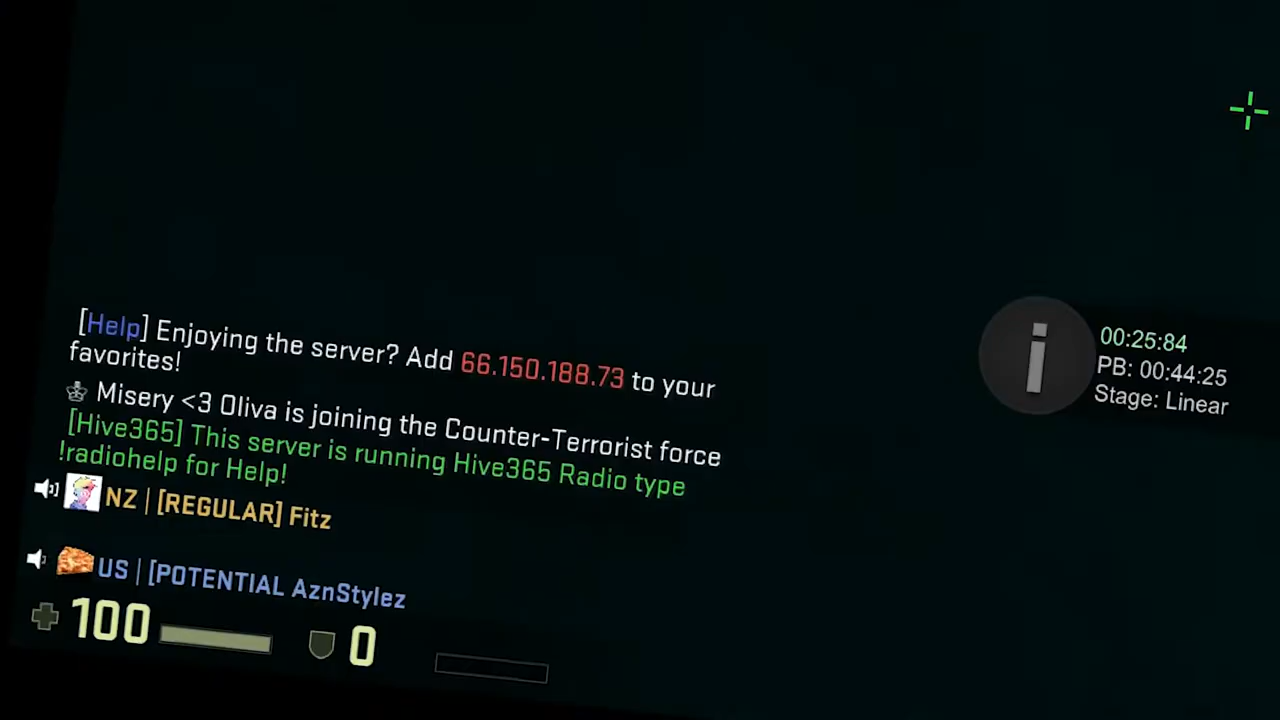 [Help] Enjoying the server? Add 66.150.188.73 to your
favorites!
Misery <3 Oliva is joining the Counter-Terrorist force
[Hive365] This server is running Hive365 Radio type
!radiohelp for Help!
NZ | [REGULAR] Fitz
US | [POTENTIAL AznStylez
100
0
00:25:84
PB: 00:44:25
Stage: Linear